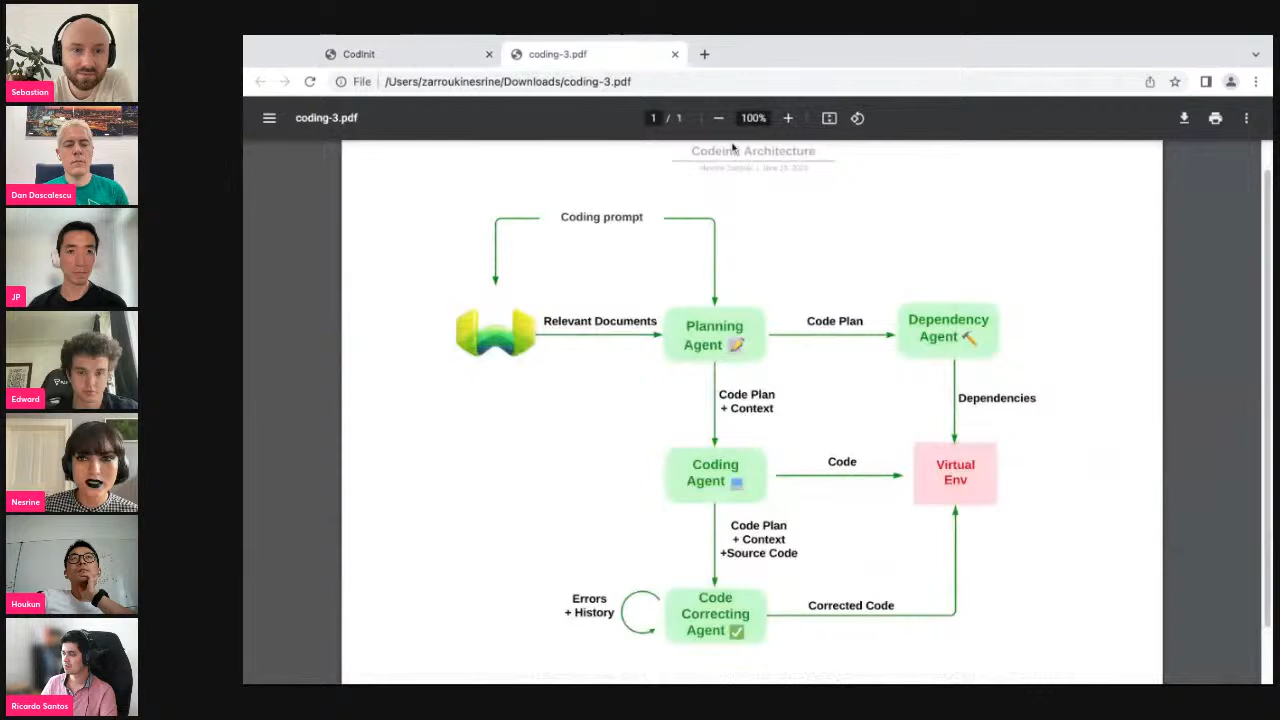 Sebastian
Dan Dascalescu
JP
Edward
Nesrine
Houkun
Ricardo Santos
CodInit
coding-3.pdf
File
/Users/zarroukinesrine/Downloads/coding-3.pdf
coding-3.pdf
1 / 1
100%
Codeing Architecture
Coding prompt
Relevant Documents
Planning
Agent
Code Plan
Dependency
Agent
Code Plan
+ Context
Dependencies
Coding
Agent
Code
Virtual
Env
Code Plan
+ Context
+Source Code
Errors
+ History
Code
Correcting
Agent
Corrected Code